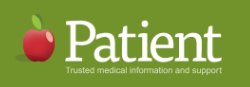 Patient
Trusted medical information and support